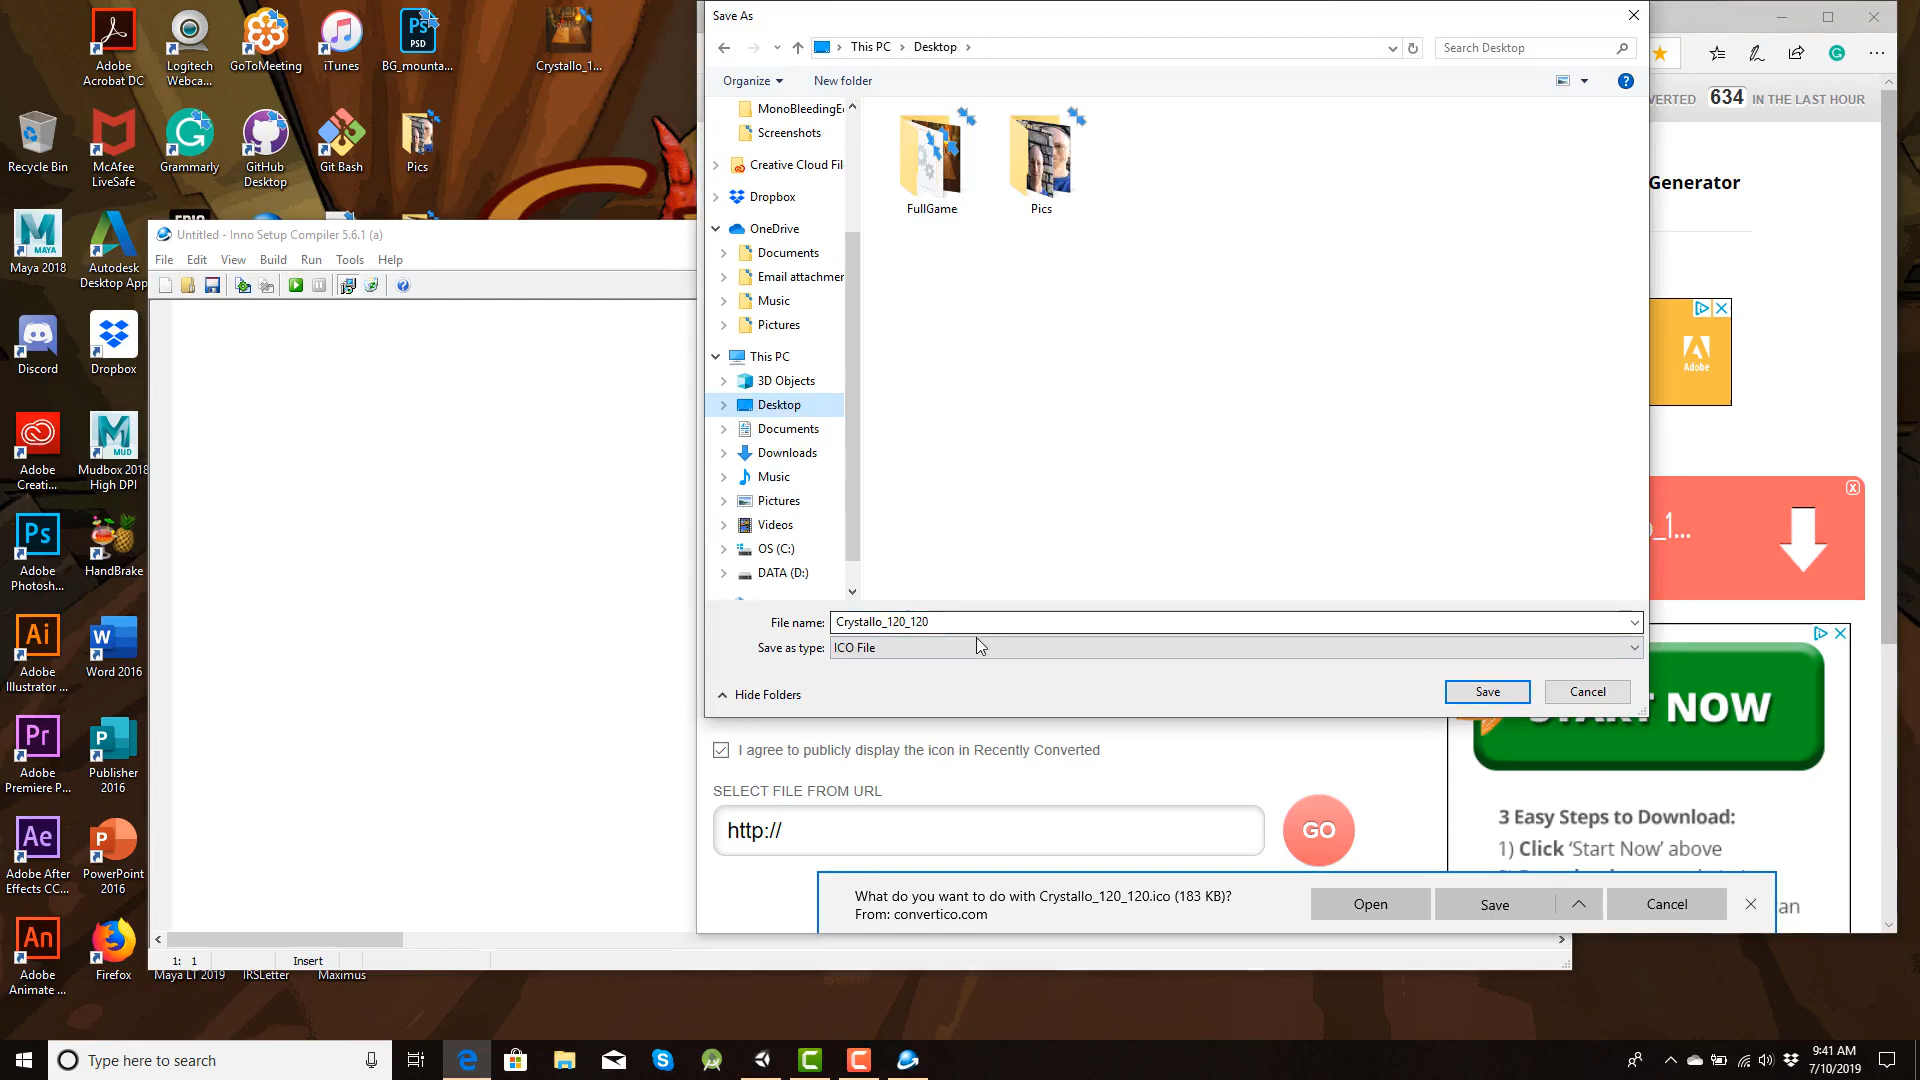 Adobe Acrobat DC
Logitech Webca...
GoToMeeting
iTunes
BG_mounta...
Crystallo_1...
Recycle Bin
McAfee LiveSafe
Grammarly
GitHub Desktop
Git Bash
Pics
Maya 2018
Autodesk Desktop App
Discord
Dropbox
Adobe Creati...
Mudbox 2018 High DPI
Adobe Photosh...
HandBrake
Adobe Illustrator ...
Word 2016
Adobe Premiere P...
Publisher 2016
Adobe After Effects CC...
PowerPoint 2016
Adobe Animate ...
Firefox
Maya LT 2019
IRSLetter
Maximus
Untitled - Inno Setup Compiler 5.6.1 (a)
File Edit View Build Run Tools Help
1: 1
Insert
Save As
This PC
Desktop
Search Desktop
Organize
New folder
MonoBleedingE
Screenshots
Creative Cloud Fil
Dropbox
OneDrive
Documents
Email attachmer
Music
Pictures
This PC
3D Objects
Desktop
Documents
Downloads
Music
Pictures
Videos
OS (C:)
DATA (D:)
FullGame
Pics
File name: Crystallo_120_120
Save as type: ICO File
Hide Folders
Save
Cancel
VERTED 634 IN THE LAST HOUR
Generator
Adobe
_1...
I agree to publicly display the icon in Recently Converted
SELECT FILE FROM URL
http://
GO
START NOW
3 Easy Steps to Download:
1) Click 'Start Now' above
an
What do you want to do with Crystallo_120_120.ico (183 KB)?
From: convertico.com
Open
Save
Cancel
Type here to search
9:41 AM
7/10/2019